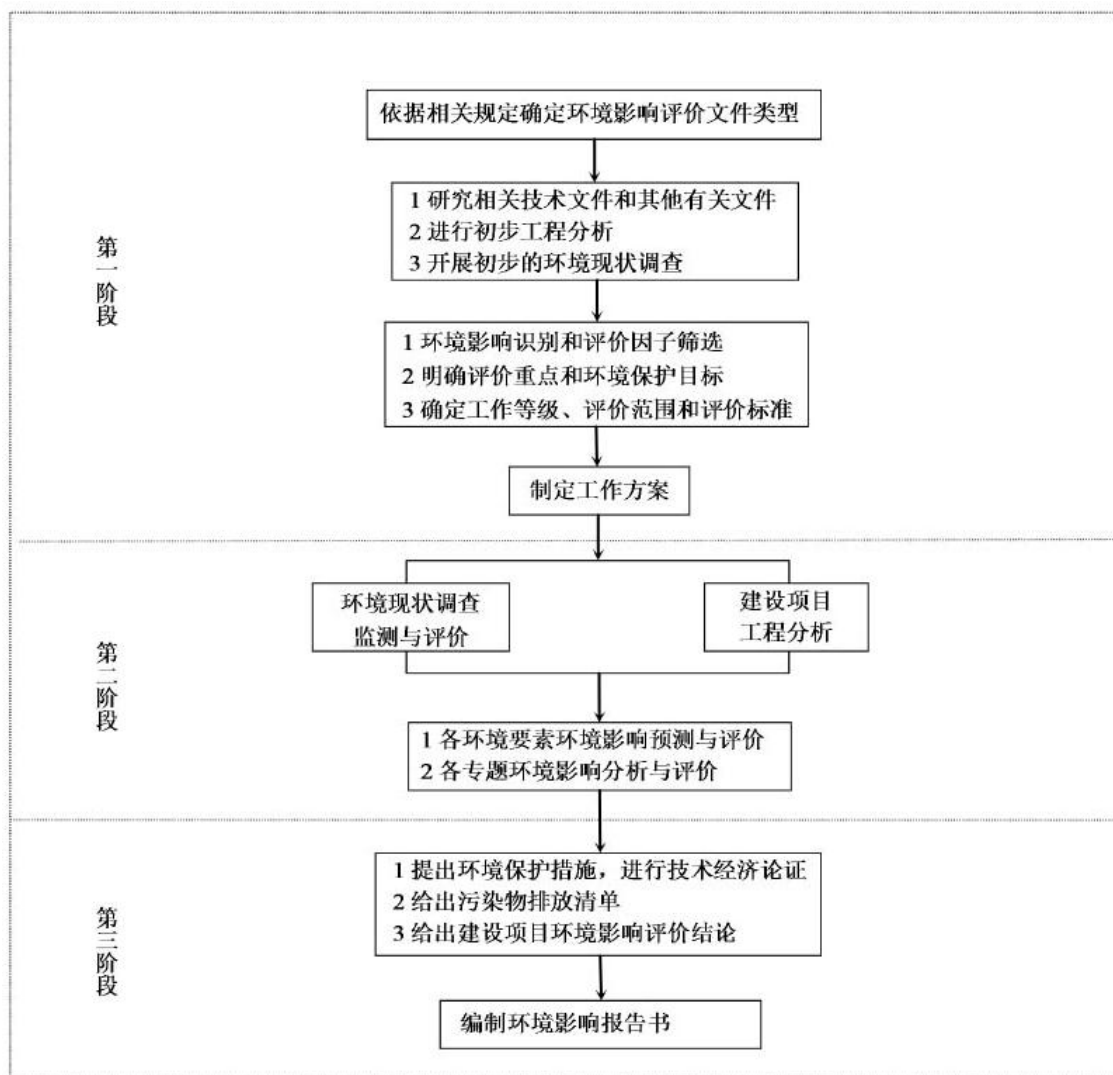 依据相关规定确定环境影响评价文件类型
第一阶段
1 研究相关技术文件和其他有关文件
2 进行初步工程分析
3 开展初步的环境现状调查
1 环境影响识别和评价因子筛选
2 明确评价重点和环境保护目标
3 确定工作等级、评价范围和评价标准
制定工作方案
第二阶段
环境现状调查
监测与评价
建设项目
工程分析
1 各环境要素环境影响预测与评价
2 各专题环境影响分析与评价
第三阶段
1 提出环境保护措施，进行技术经济论证
2 给出污染物排放清单
3 给出建设项目环境影响评价结论
编制环境影响报告书